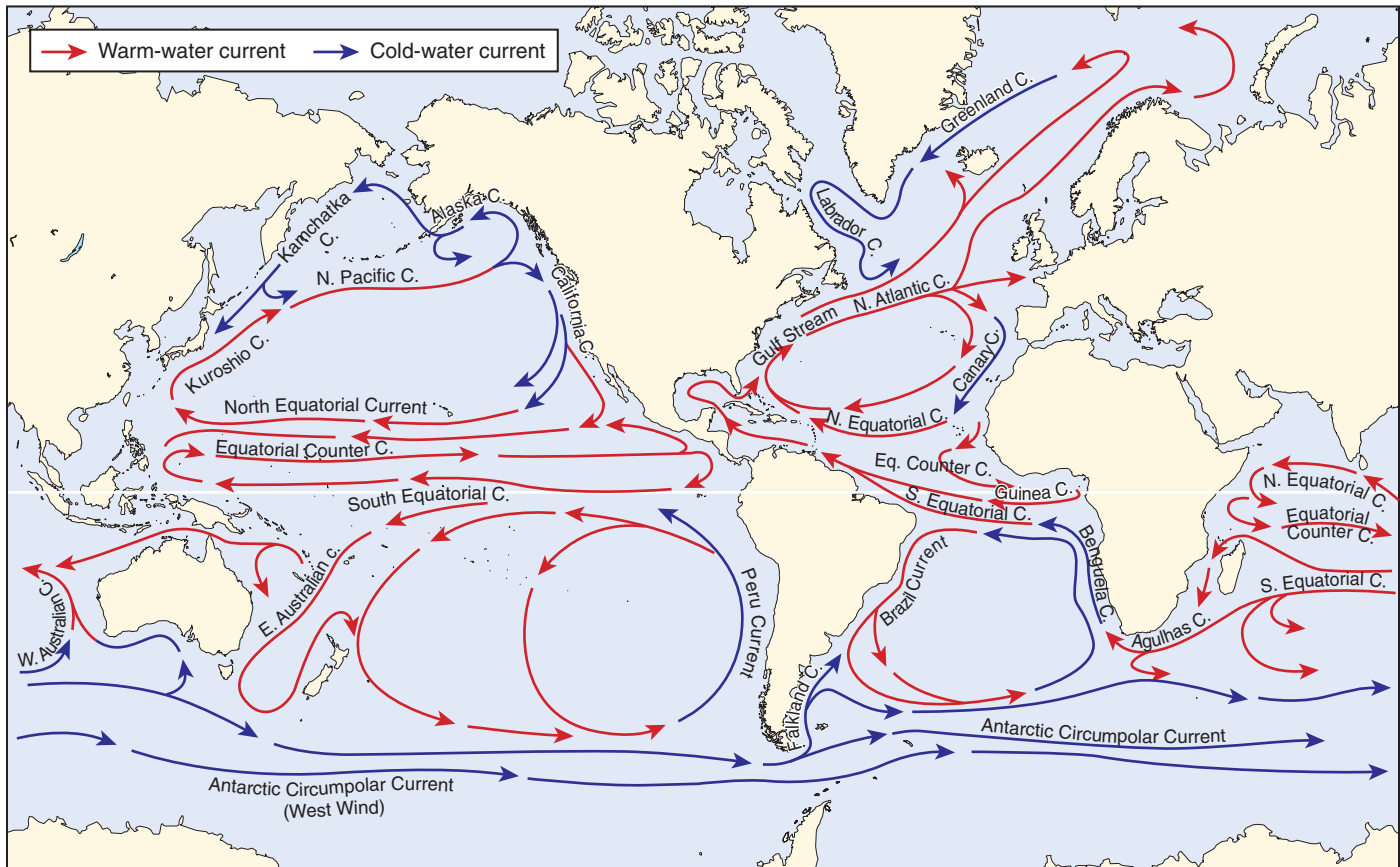 Warm-water current
Cold-water current
Greenland C.
Labrador C.
Alaska C.
Kamchatka
C.
N. Pacific C.
California C.
Kuroshio C.
Gulf Stream
N. Atlantic C.
Canary C.
North Equatorial Current
N. Equatorial C.
Equatorial Counter C.
Eq. Counter C.
Guinea C.
South Equatorial C.
S. Equatorial C.
N. Equatorial C.
Equatorial
Counter C.
S. Equatorial C.
W. Australian C.
E. Australian c.
Peru Current
Brazil Current
Benguela C.
Agulhas C.
Falkland C.
Antarctic Circumpolar Current
Antarctic Circumpolar Current
(West Wind)